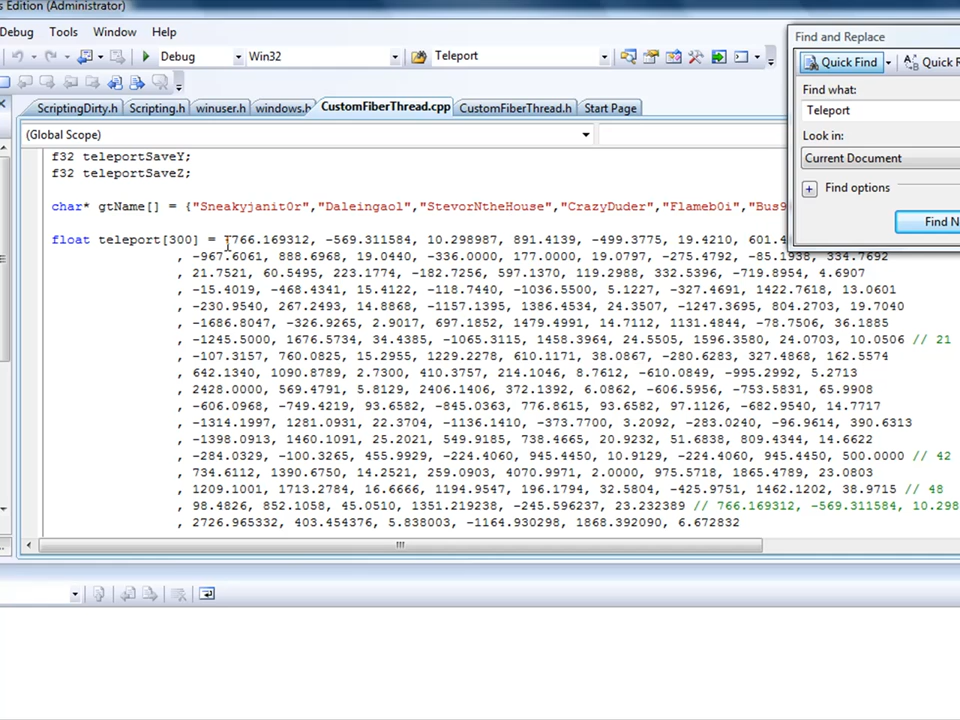 s Edition (Administrator)
Debug Tools Window Help
Debug Win32 Teleport
ScriptingDirty.h Scripting.h winuser.h windows.h CustomFiberThread.cpp CustomFiberThread.h Start Page
(Global Scope)
f32 teleportSaveY;
f32 teleportSaveZ;
char* gtName[] = {"Sneakyjanit0r","Daleingaol","StevorNtheHouse","CrazyDuder","Flameb0i","Bus9
float teleport[300] = 766.169312, -569.311584, 10.298987, 891.4139, -499.3775, 19.4210, 601.4
, -967.6061, 888.6968, 19.0440, -336.0000, 177.0000, 19.0797, -275.4792, -85.1938, 334.7692
, 21.7521, 60.5495, 223.1774, -182.7256, 597.1370, 119.2988, 332.5396, -719.8954, 4.6907
, -15.4019, -468.4341, 15.4122, -118.7440, -1036.5500, 5.1227, -327.4691, 1422.7618, 13.0601
, -230.9540, 267.2493, 14.8868, -1157.1395, 1386.4534, 24.3507, -1247.3695, 804.2703, 19.7040
, -1686.8047, -326.9265, 2.9017, 697.1852, 1479.4991, 14.7112, 1131.4844, -78.7506, 36.1885
, -1245.5000, 1676.5734, 34.4385, -1065.3115, 1458.3964, 24.5505, 1596.3580, 24.0703, 10.0506 // 21
, -107.3157, 760.0825, 15.2955, 1229.2278, 610.1171, 38.0867, -280.6283, 327.4868, 162.5574
, 642.1340, 1090.8789, 2.7300, 410.3757, 214.1046, 8.7612, -610.0849, -995.2992, 5.2713
, 2428.0000, 569.4791, 5.8129, 2406.1406, 372.1392, 6.0862, -606.5956, -753.5831, 65.9908
, -606.0968, -749.4219, 93.6582, -845.0363, 776.8615, 93.6582, 97.1126, -682.9540, 14.7717
, -1314.1997, 1281.0931, 22.3704, -1136.1410, -373.7700, 3.2092, -283.0240, -96.9614, 390.6313
, -1398.0913, 1460.1091, 25.2021, 549.9185, 738.4665, 20.9232, 51.6838, 809.4344, 14.6622
, -284.0329, -100.3265, 455.9929, -224.4060, 945.4450, 10.9129, -224.4060, 945.4450, 500.0000 // 42
, 734.6112, 1390.6750, 14.2521, 259.0903, 4070.9971, 2.0000, 975.5718, 1865.4789, 23.0803
, 1209.1001, 1713.2784, 16.6666, 1194.9547, 196.1794, 32.5804, -425.9751, 1462.1202, 38.9715 // 48
, 98.4826, 852.1058, 45.0510, 1351.219238, -245.596237, 23.232389 // 766.169312, -569.311584, 10.298
, 2726.965332, 403.454376, 5.838003, -1164.930298, 1868.392090, 6.672832
Find and Replace
Quick Find Quick R
Find what:
Teleport
Look in:
Current Document
Find options
Find N